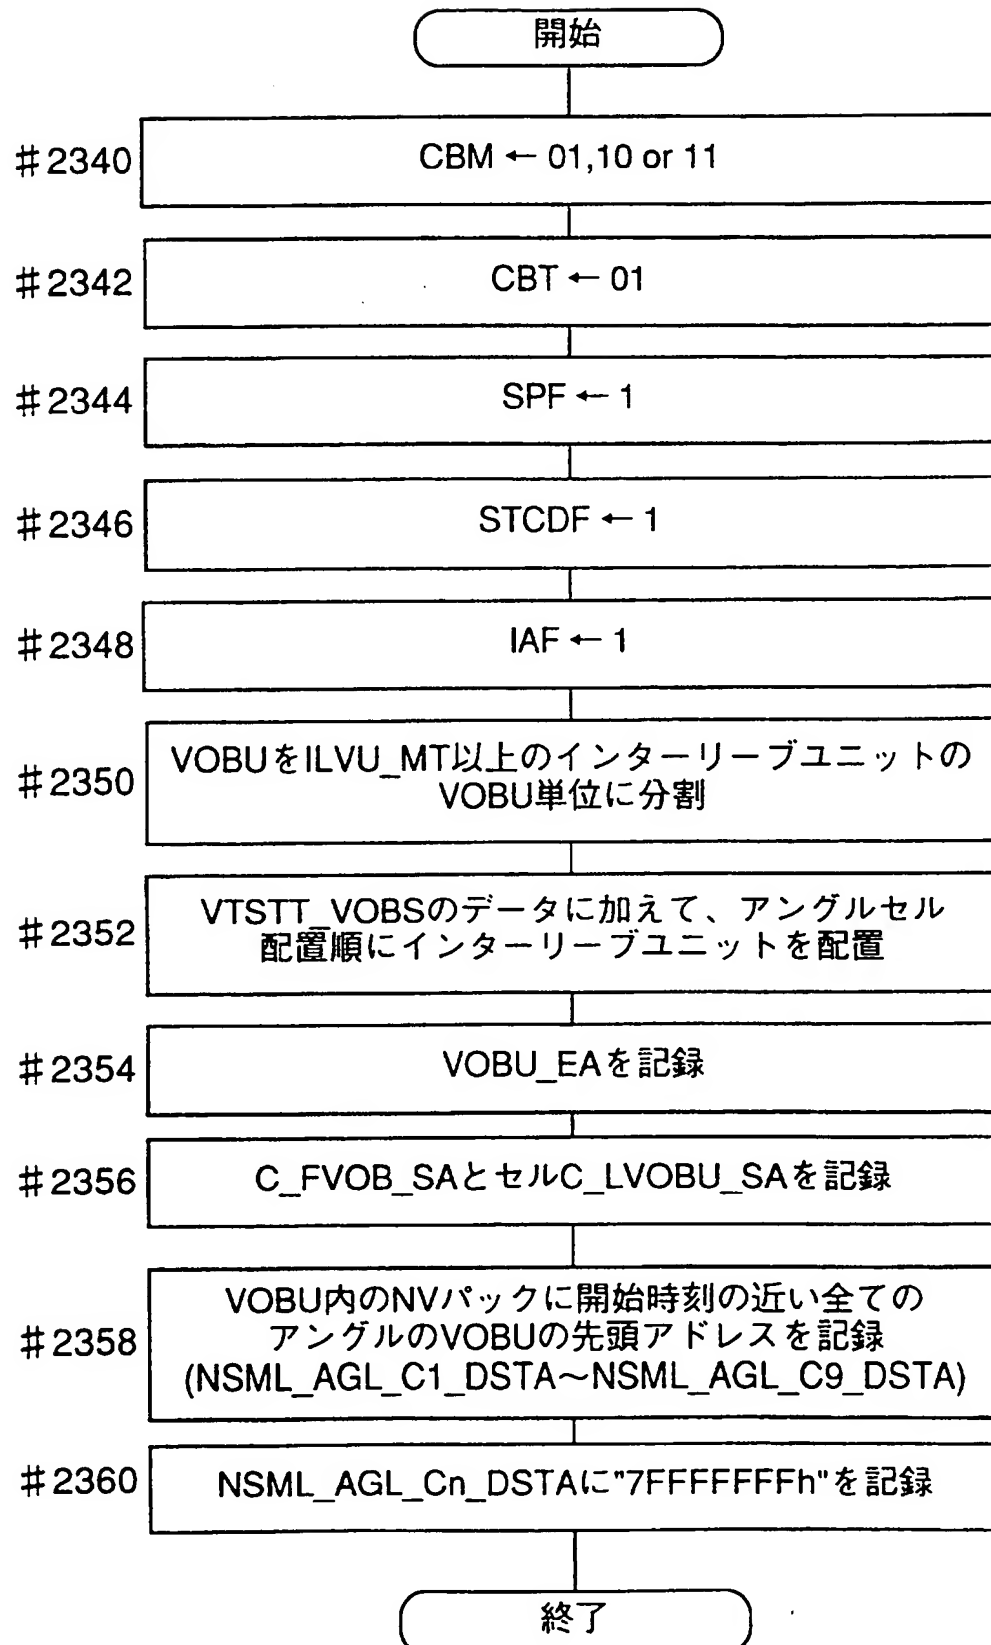 開始
#2340
CBM ← 01,10 or 11
#2342
CBT ← 01
#2344
SPF ← 1
#2346
STCDF ← 1
#2348
IAF ← 1
#2350
VOBUをILVU_MT以上のインターリーブユニットの
VOBU単位に分割
#2352
VTSTT_VOBSのデータに加えて、アングルセル
配置順にインターリーブユニットを配置
#2354
VOBU_EAを記録
#2356
C_FVOB_SAとセルC_LVOBU_SAを記録
#2358
VOBU内のNVパックに開始時刻の近い全ての
アングルのVOBUの先頭アドレスを記録
(NSML_AGL_C1_DSTA〜NSML_AGL_C9_DSTA)
#2360
NSML_AGL_Cn_DSTAに"7FFFFFFFh"を記録
終了